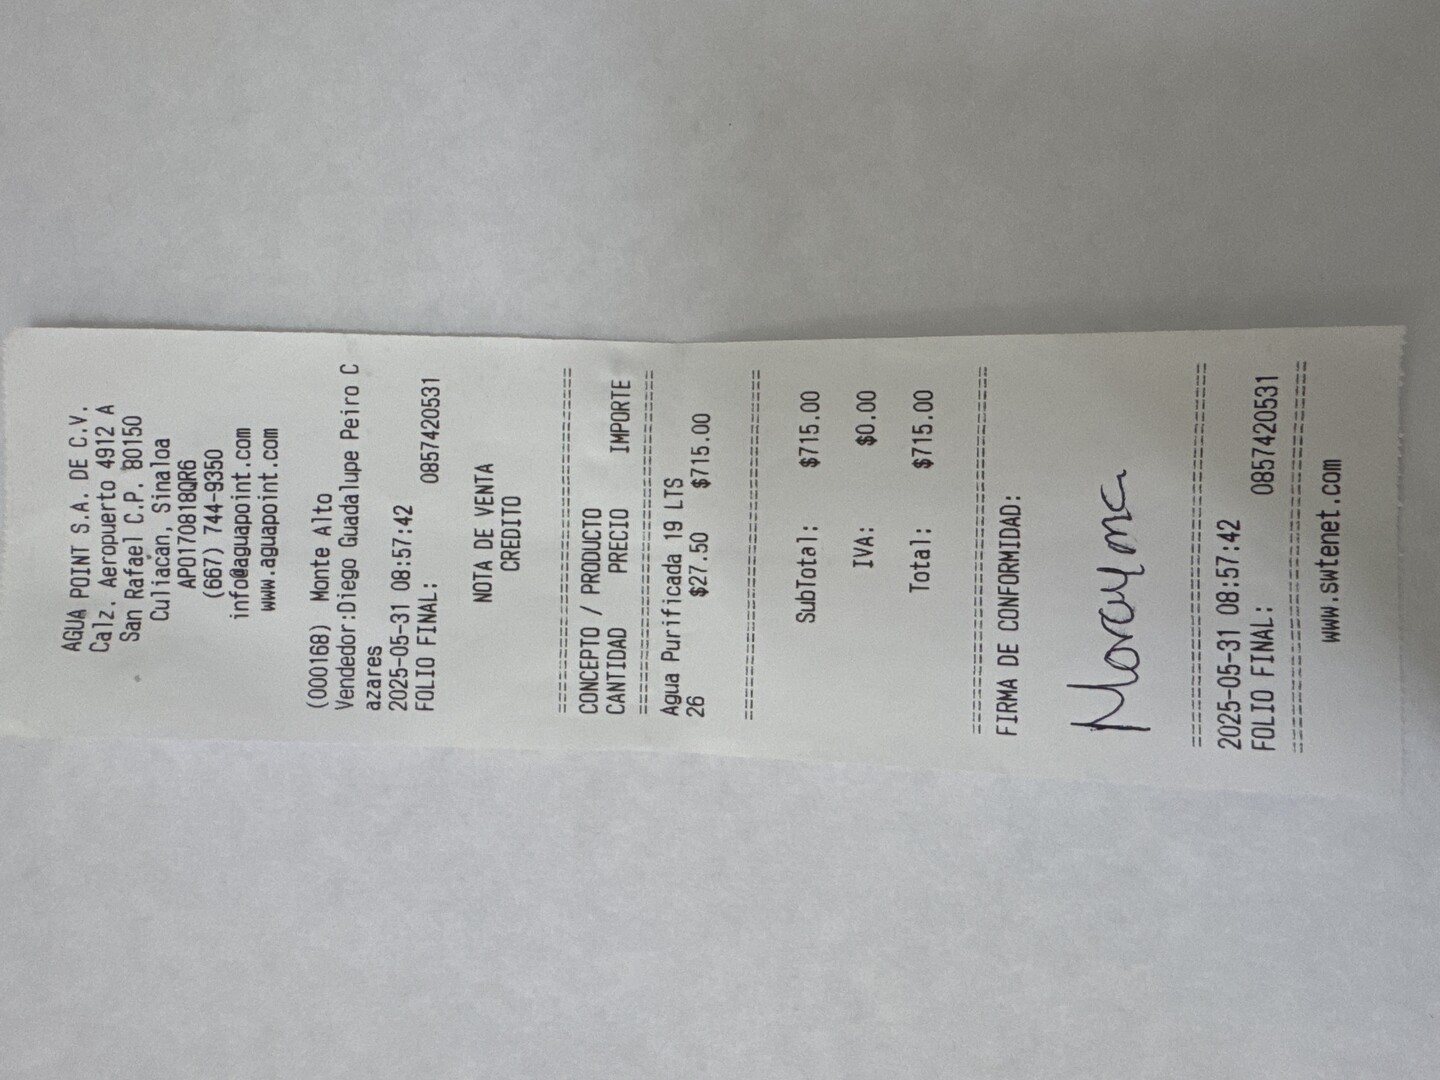 AGUA POINT S.A. DE C.V.
Calz. Aeropuerto 4912 A
San Rafael C.P. 80150
Culiacán, Sinaloa
APO170818QR6
(667) 744-9350
info@aguapoint.com
www.aguapoint.com
(000168) Monte Alto
Vendedor:Diego Guadalupe Peiro C
azares
2025-05-31 08:57:42
FOLIO FINAL: 0857420531
NOTA DE VENTA
CREDITO
================================
CONCEPTO / PRODUCTO
CANTIDAD PRECIO IMPORTE
================================
Agua Purificada 19 LTS
26 $27.50 $715.00
================================
SubTotal: $715.00
IVA: $0.00
Total: $715.00
================================
FIRMA DE CONFORMIDAD:
Morayma
================================
2025-05-31 08:57:42
FOLIO FINAL: 0857420531
================================
www.swtenet.com